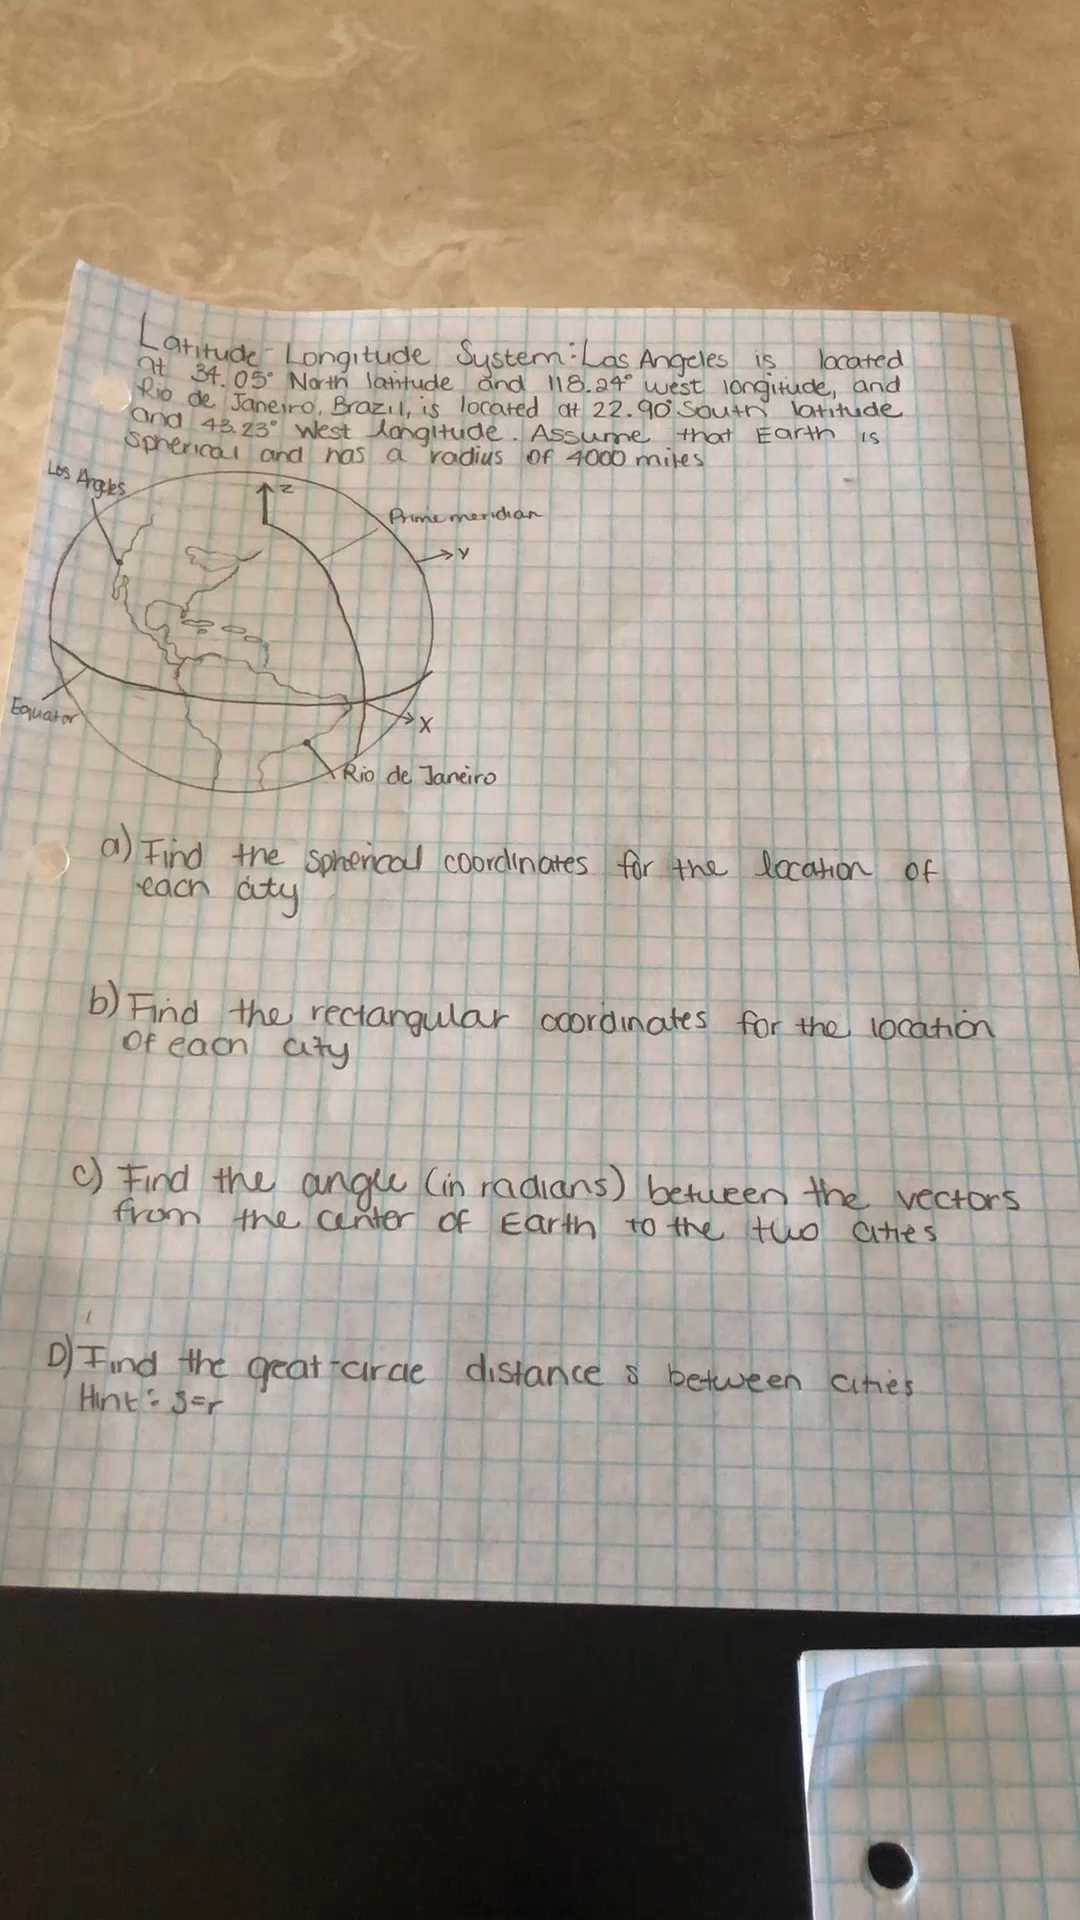 Latitude Longitude System: Los Angeles is located
at 34.05° North latitude and 118.24° west longitude, and
Rio de Janeiro, Brazil, is located at 22.90° South latitude
and 43.23° West longitude. Assume that Earth is
spherical and has a radius of 4000 miles
Los Angeles
Z
Prime meridian
Y
Equator
X
Rio de Janeiro
a) Find the spherical coordinates for the location of
each city
b) Find the rectangular coordinates for the location
of each city
c) Find the angle (in radians) between the vectors
from the center of Earth to the two cities
D) Find the great-circle distance s between cities
Hint: s=r